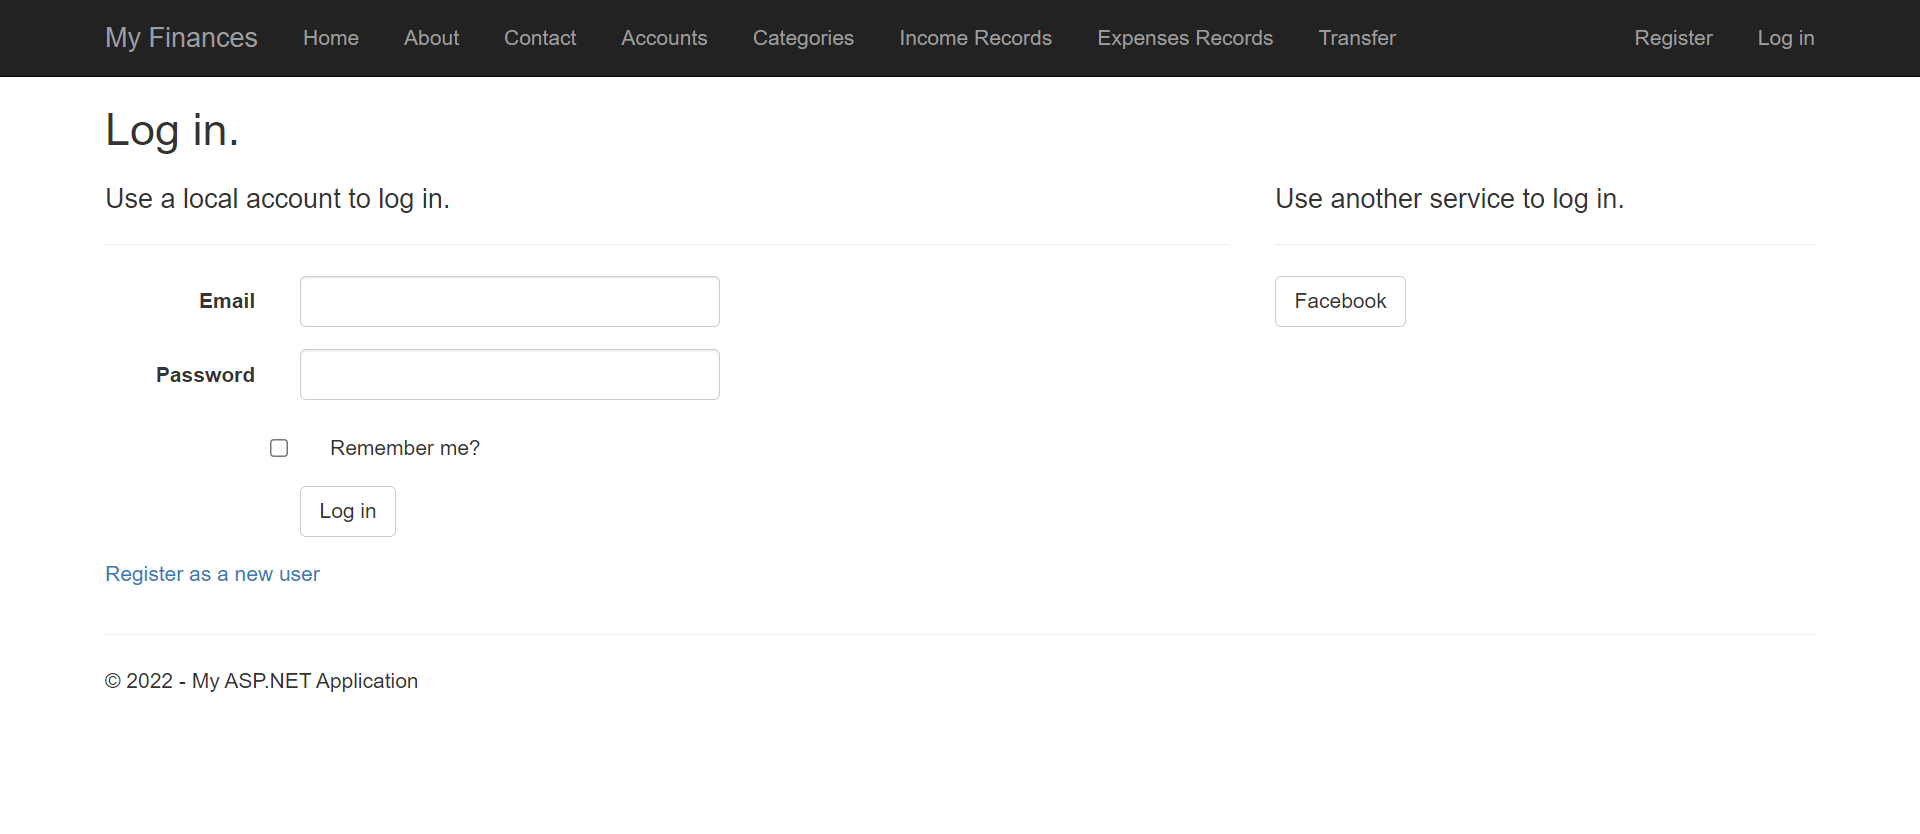 My Finances Home About Contact Accounts Categories Income Records Expenses Records Transfer Register Log in
Log in.
Use a local account to log in.
Email
Password
Remember me?
Log in
Register as a new user
Use another service to log in.
Facebook
© 2022 - My ASP.NET Application